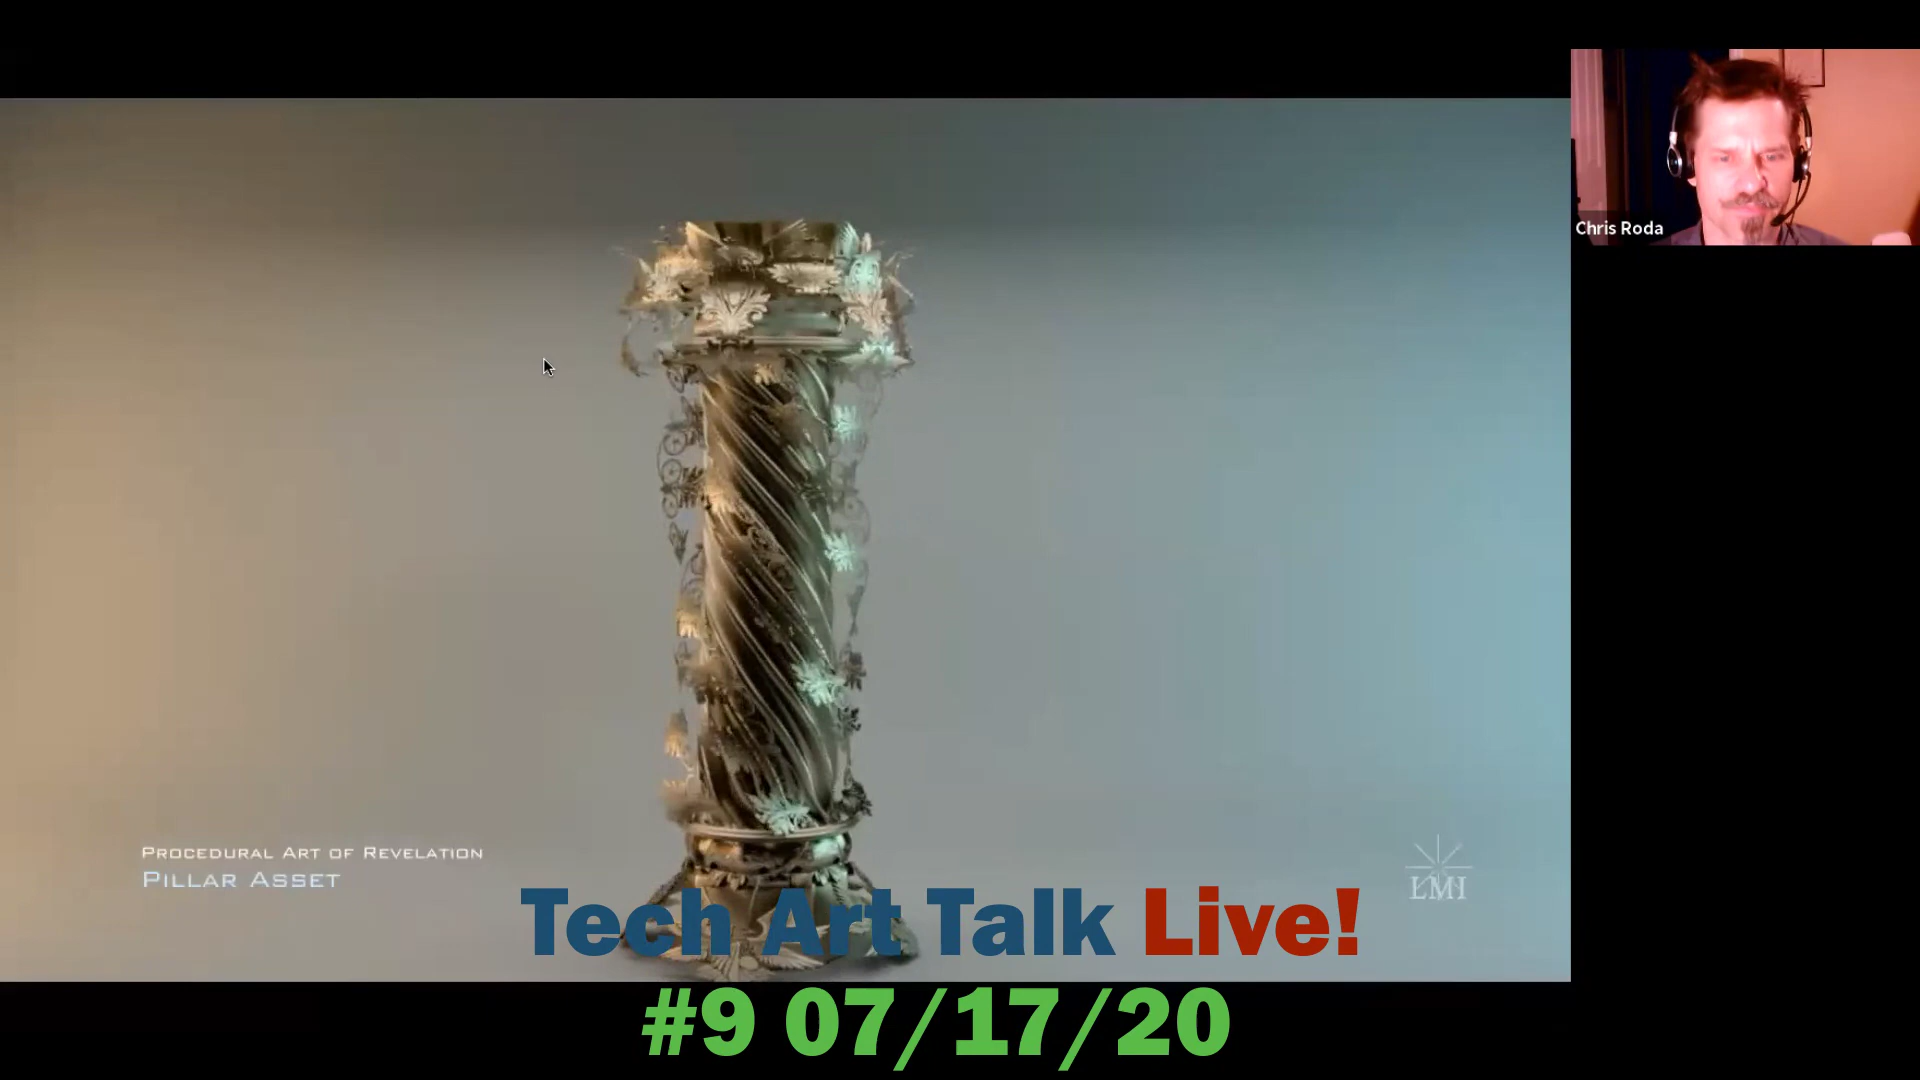 Chris Roda
Procedural Art of Revelation
Pillar Asset
LMI
Tech Art Talk Live!
#9 07/17/20